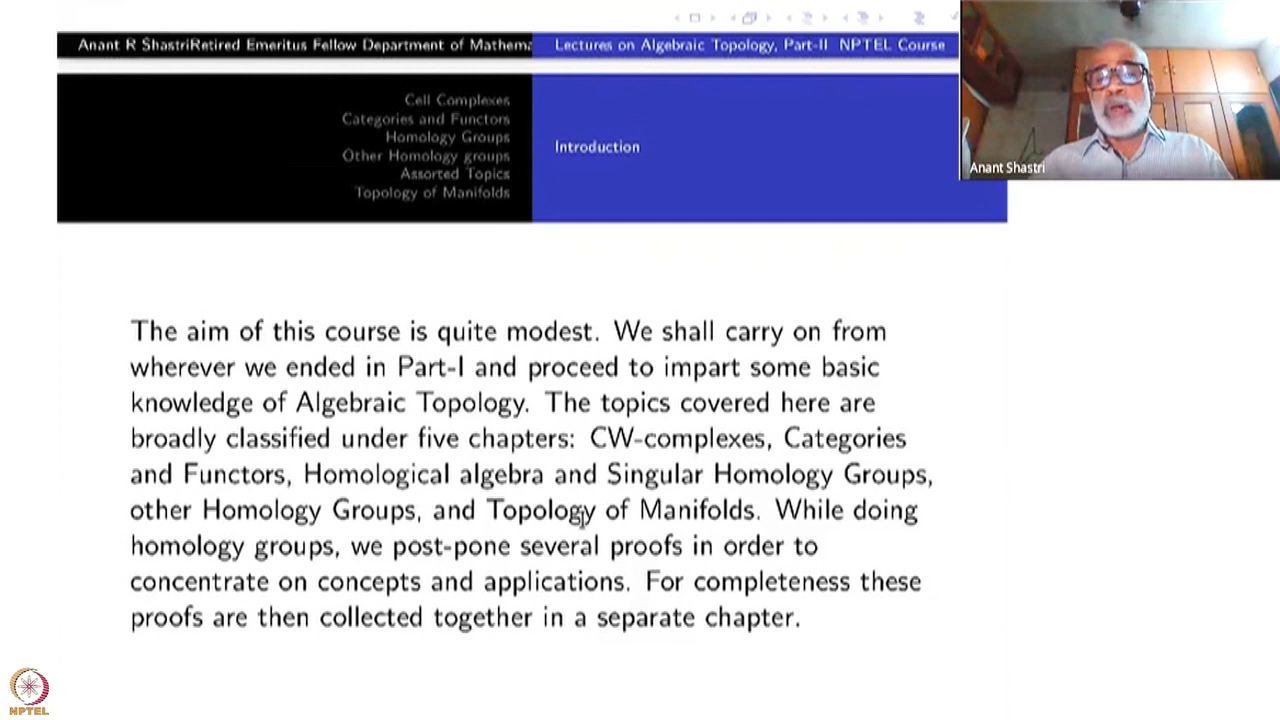 Anant R ShastriRetired Emeritus Fellow Department of Mathema
Lectures on Algebraic Topology, Part-II NPTEL Course
Cell Complexes
Categories and Functors
Homology Groups
Other Homology groups
Assorted Topics
Topology of Manifolds
Introduction
Anant Shastri
The aim of this course is quite modest. We shall carry on from
wherever we ended in Part-I and proceed to impart some basic
knowledge of Algebraic Topology. The topics covered here are
broadly classified under five chapters: CW-complexes, Categories
and Functors, Homological algebra and Singular Homology Groups,
other Homology Groups, and Topology of Manifolds. While doing
homology groups, we post-pone several proofs in order to
concentrate on concepts and applications. For completeness these
proofs are then collected together in a separate chapter.
NPTEL